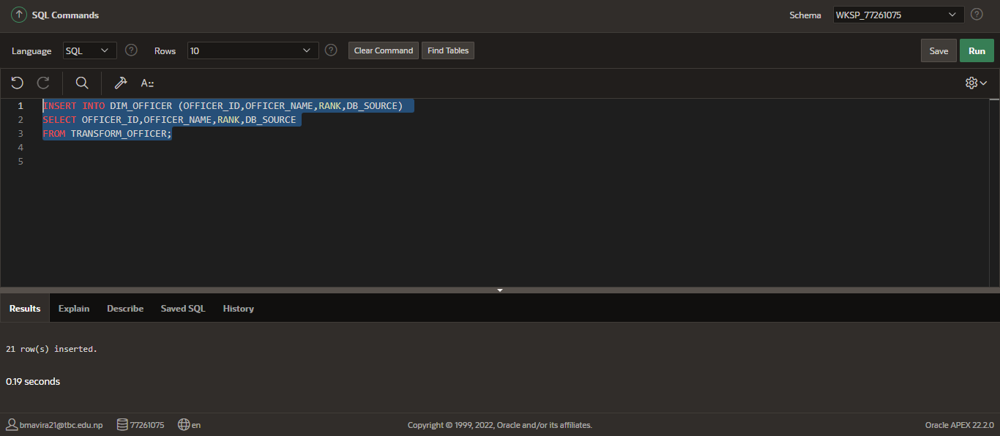 SQL Commands
Schema
WKSP_77261075
Language
SQL
Rows
10
Clear Command
Find Tables
Save
Run
A::
1 INSERT INTO DIM_OFFICER (OFFICER_ID,OFFICER_NAME,RANK,DB_SOURCE)
2 SELECT OFFICER_ID,OFFICER_NAME,RANK,DB_SOURCE
3 FROM TRANSFORM_OFFICER;
4
5
Results
Explain
Describe
Saved SQL
History
21 row(s) inserted.
0.19 seconds
bmavira21@tbc.edu.np
77261075
en
Copyright © 1999, 2022, Oracle and/or its affiliates.
Oracle APEX 22.2.0